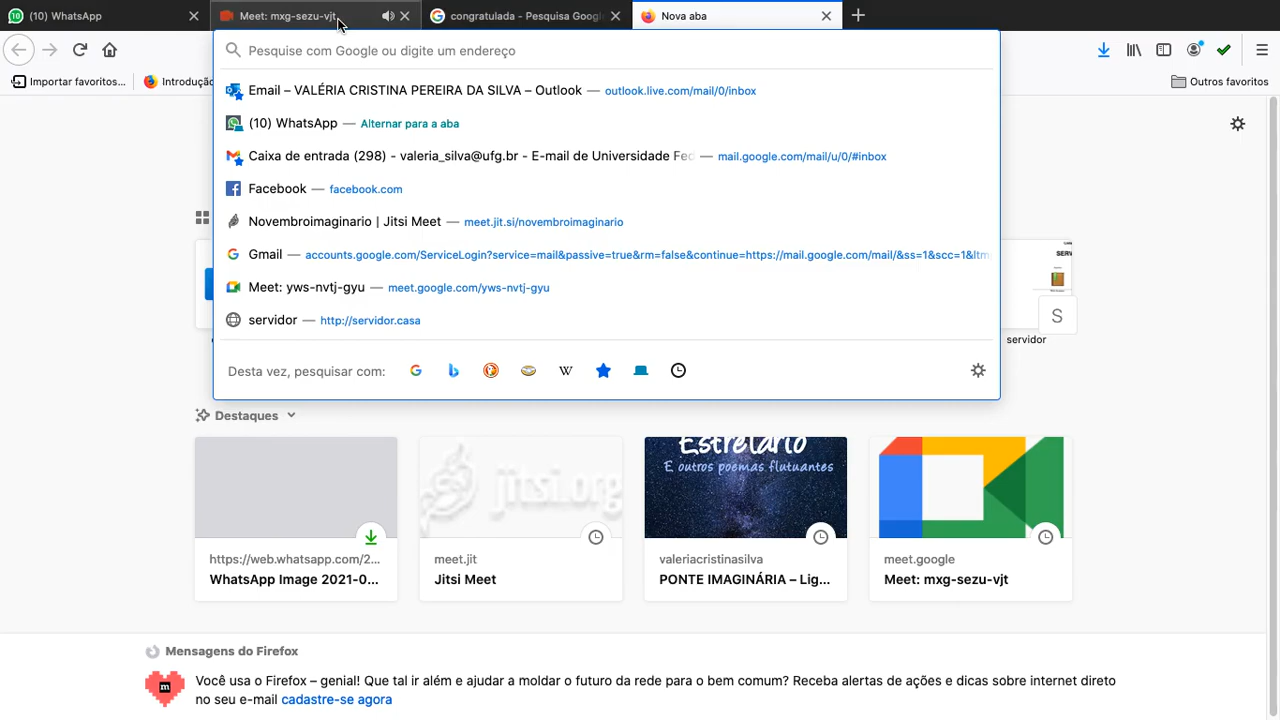 (10) WhatsApp
Meet: mxg-sezu-vjt
congratulada - Pesquisa Google
Nova aba
Importar favoritos...
Introdução
Outros favoritos
Pesquise com Google ou digite um endereço
Email – VALÉRIA CRISTINA PEREIRA DA SILVA – Outlook — outlook.live.com/mail/0/inbox
(10) WhatsApp — Alternar para a aba
Caixa de entrada (298) - valeria_silva@ufg.br - E-mail de Universidade Fed — mail.google.com/mail/u/0/#inbox
Facebook — facebook.com
Novembroimaginario | Jitsi Meet — meet.jit.si/novembroimaginario
Gmail — accounts.google.com/ServiceLogin?service=mail&passive=true&rm=false&continue=https://mail.google.com/mail/&ss=1&scc=1&ltm
Meet: yws-nvtj-gyu — meet.google.com/yws-nvtj-gyu
servidor — http://servidor.casa
Desta vez, pesquisar com:
S
servidor
Destaques
Estrelário
E outros poemas flutuantes
https://web.whatsapp.com/2...
WhatsApp Image 2021-0...
jitsi.org
meet.jit
Jitsi Meet
valeriacristinasilva
PONTE IMAGINÁRIA – Lig...
meet.google
Meet: mxg-sezu-vjt
Mensagens do Firefox
Você usa o Firefox – genial! Que tal ir além e ajudar a moldar o futuro da rede para o bem comum? Receba alertas de ações e dicas sobre internet direto
no seu e-mail cadastre-se agora